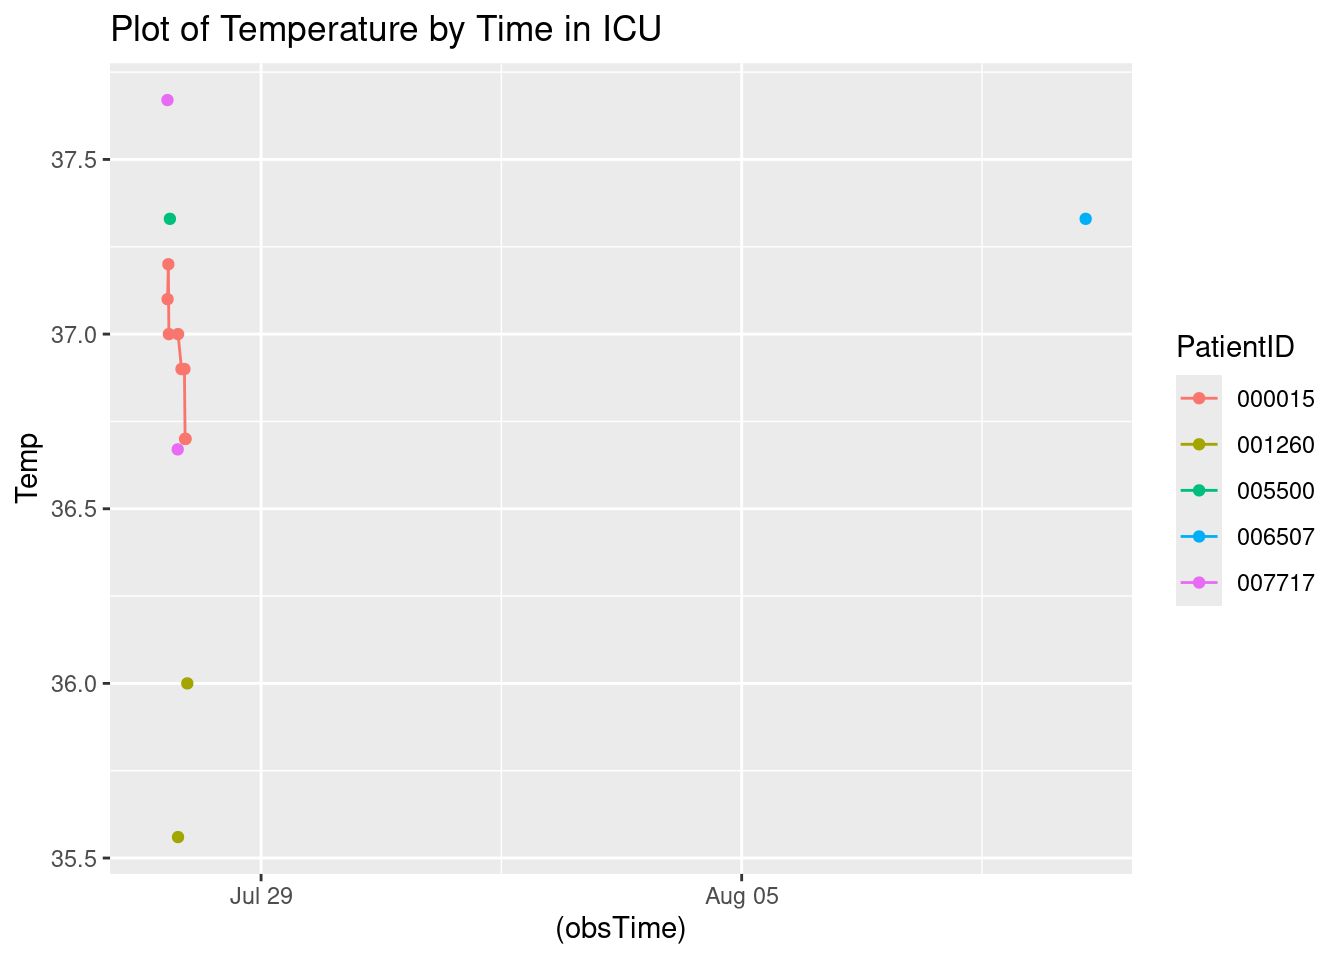 Plot of Temperature by Time in ICU
37.5
37.0
36.5
36.0
35.5
Temp
Jul 29
Aug 05
(obsTime)
PatientID
000015
001260
005500
006507
007717